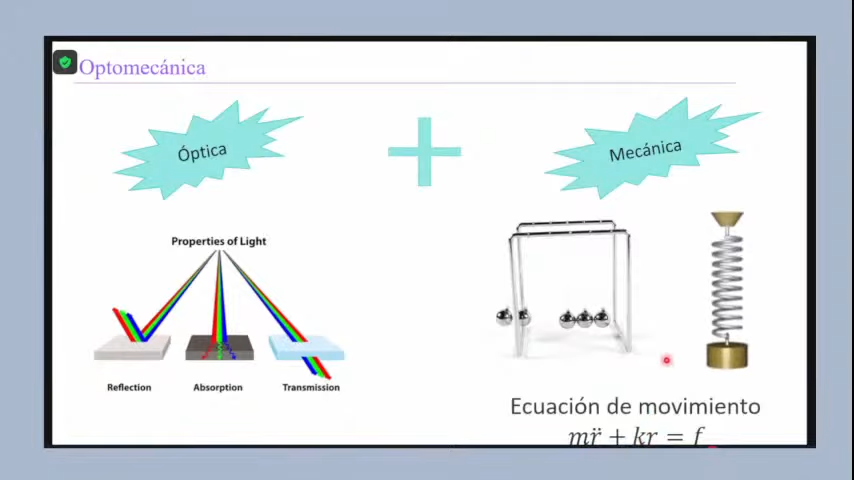 Optomecánica
Óptica
Mecánica
Properties of Light
Reflection
Absorption
Transmission
Ecuación de movimiento
mr̈ + kr = f